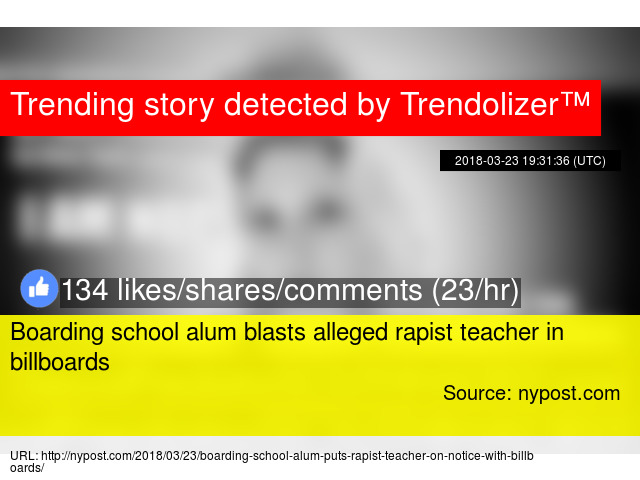 Trending story detected by Trendolizer™
2018-03-23 19:31:36 (UTC)
134 likes/shares/comments (23/hr)
Boarding school alum blasts alleged rapist teacher in
billboards
Source: nypost.com
URL: http://nypost.com/2018/03/23/boarding-school-alum-puts-rapist-teacher-on-notice-with-billb
oards/